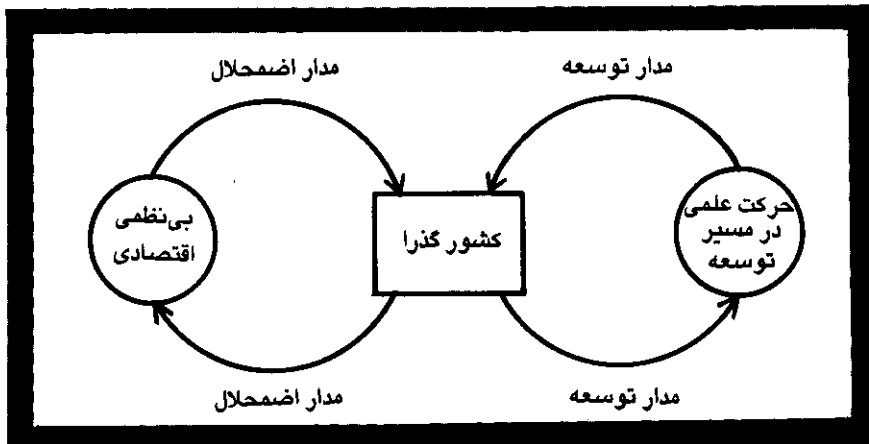 مدار توسعه
مدار اضمحلال
حرکت علمی
در مسیر
توسعه
کشور گذرا
بی‌نظمی
اقتصادی
مدار توسعه
مدار اضمحلال